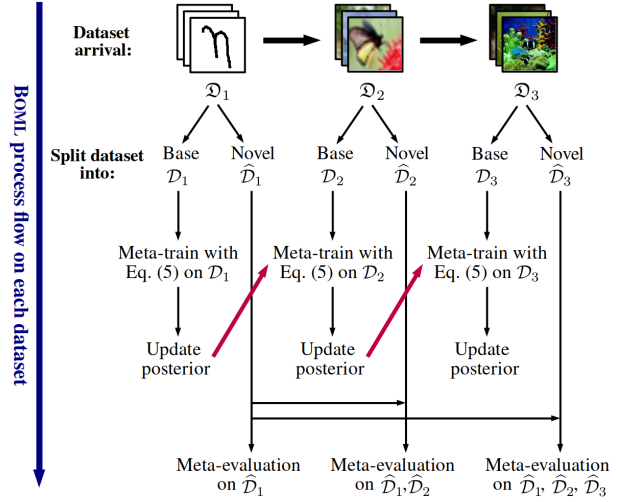 Dataset arrival:
𝔇₁ 𝔇₂ 𝔇₃
BOML process flow on each dataset
Split dataset into:
Base 𝒟₁
Novel 𝒟̂₁
Base 𝒟₂
Novel 𝒟̂₂
Base 𝒟₃
Novel 𝒟̂₃
Meta-train with
Eq. (5) on 𝒟₁
Meta-train with
Eq. (5) on 𝒟₂
Meta-train with
Eq. (5) on 𝒟₃
Update
posterior
Update
posterior
Update
posterior
Meta-evaluation
on 𝒟̂₁
Meta-evaluation
on 𝒟̂₁,𝒟̂₂
Meta-evaluation
on 𝒟̂₁, 𝒟̂₂, 𝒟̂₃